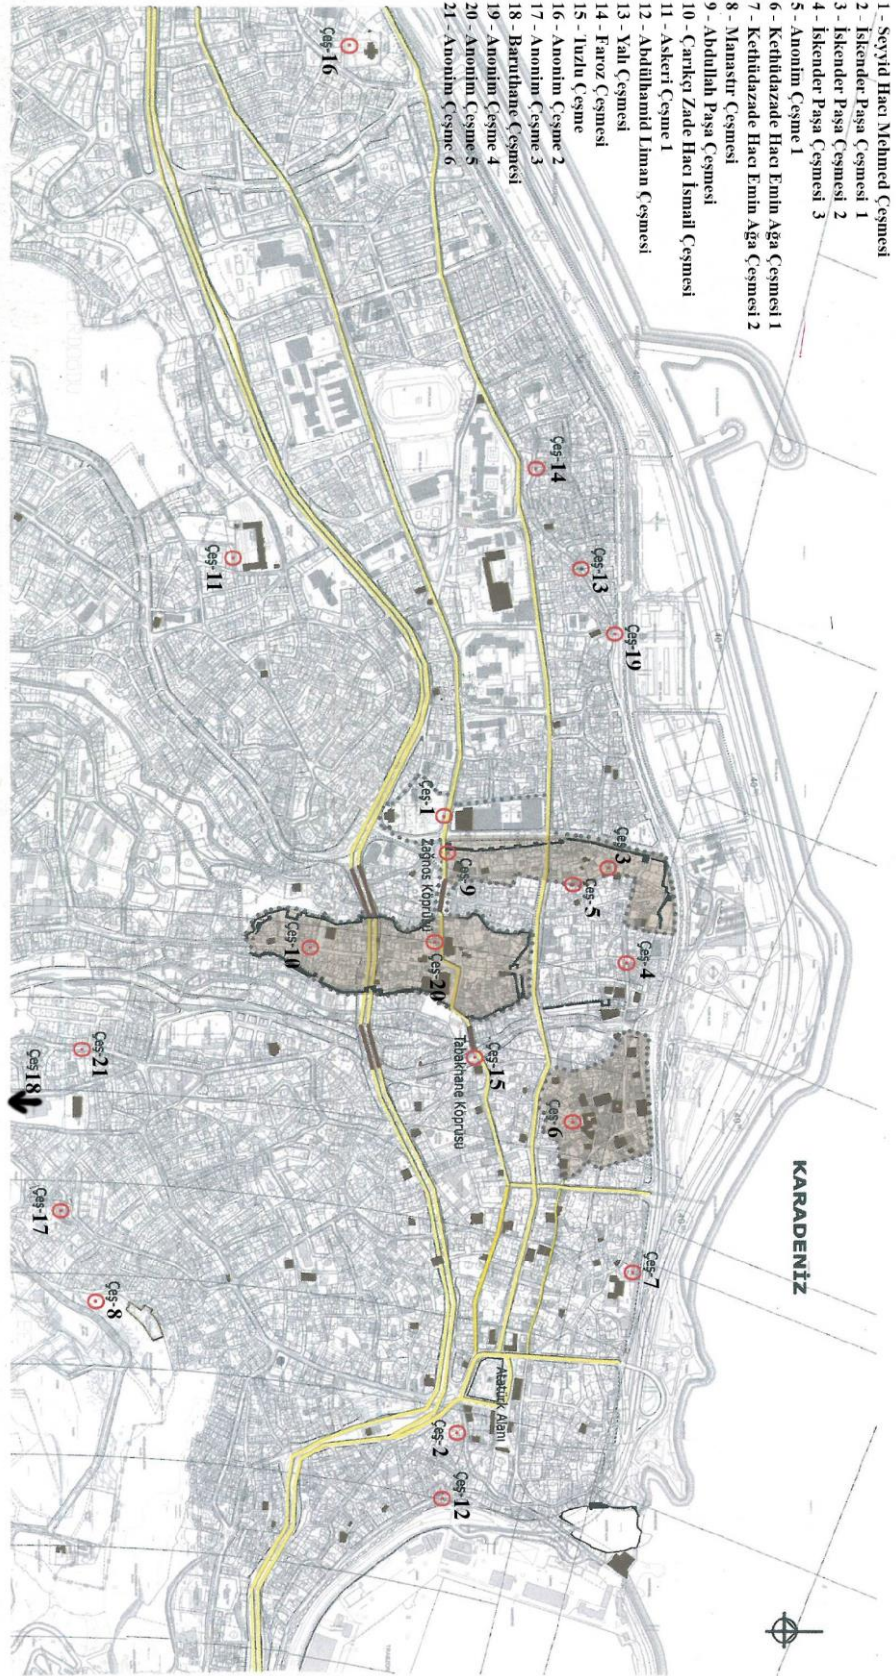 1 - Seyyid Hacı Mehmed Çeşmesi
2 - İskender Paşa Çeşmesi 1
3 - İskender Paşa Çeşmesi 2
4 - İskender Paşa Çeşmesi 3
5 - Anonim Çeşme 1
6 - Kethüdazade Hacı Emin Ağa Çeşmesi 1
7 - Kethüdazade Hacı Emin Ağa Çeşmesi 2
8 - Manastır Çeşmesi
9 - Abdullah Paşa Çeşmesi
10 - Çarıkçı Zade Hacı İsmail Çeşmesi
11 - Askeri Çeşme 1
12 - Abdülhamid Liman Çeşmesi
13 - Yalı Çeşmesi
14 - Faroz Çeşmesi
15 - Tuzlu Çeşme
16 - Anonim Çeşme 2
17 - Anonim Çeşme 3
18 - Baruthane Çeşmesi
19 - Anonim Çeşme 4
20 - Anonim Çeşme 5
21 - Anonim Çeşme 6
KARADENİZ
Çeş-16
Çeş-14
Çeş-13
Çeş-19
Çeş-11
Çeş-1
Zağnos Köprüsü
Çeş-9
Çeş-3
Çeş-5
Çeş-4
Çeş-10
Çeş-20
Çeş-15
Tabakhane Köprüsü
Çeş-6
Çeş-7
Çeş-21
Çeş 18
Çeş-17
Çeş-8
Atatürk Alanı
Çeş-2
Çeş-12